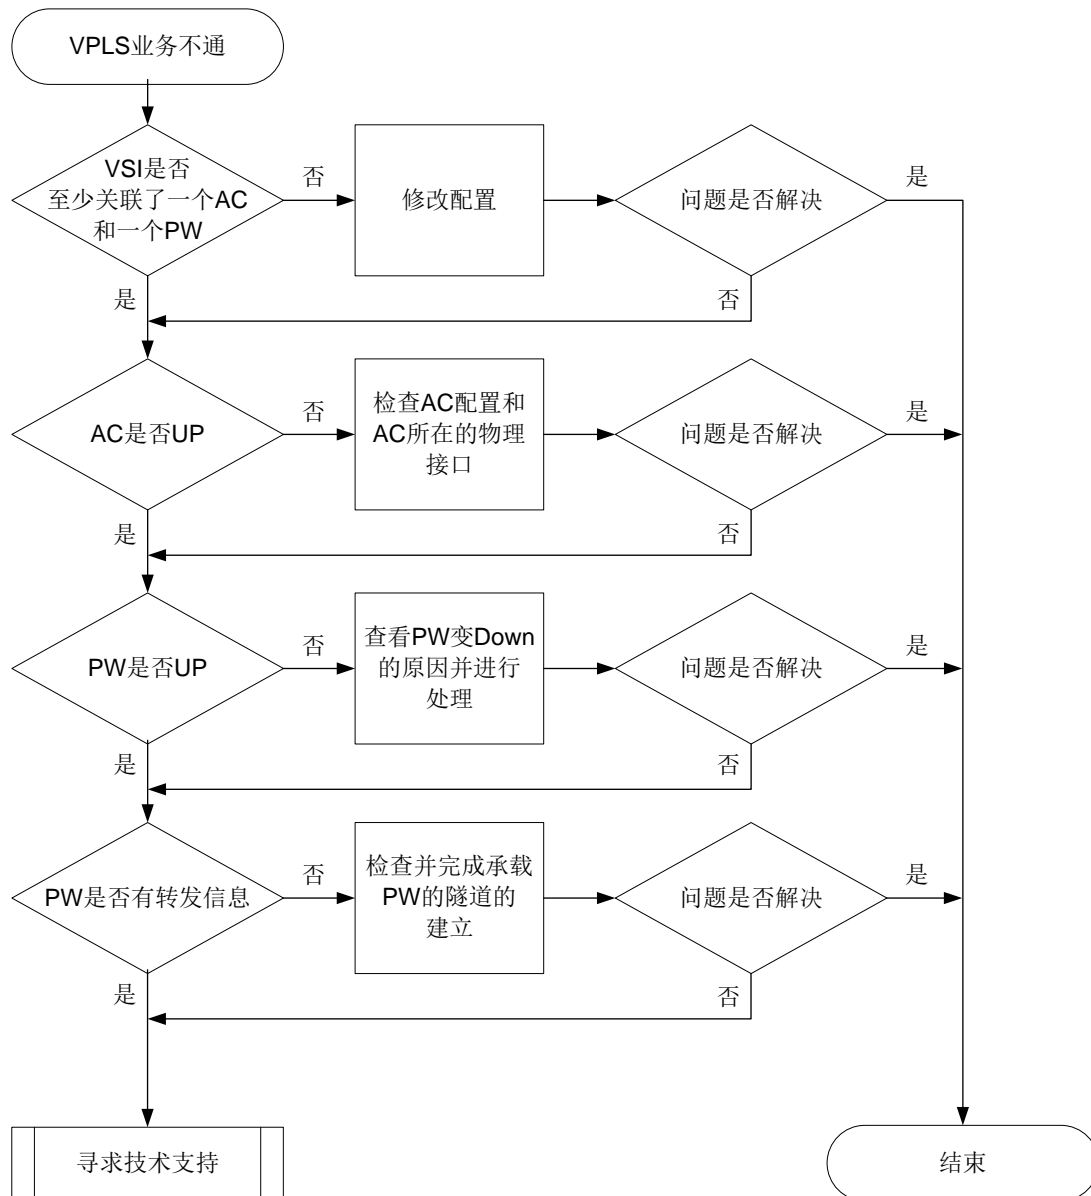 VPLS业务不通
VSI是否
至少关联了一个AC
和一个PW
否
修改配置
问题是否解决
是
是
否
AC是否UP
否
检查AC配置和
AC所在的物理
接口
问题是否解决
是
是
否
PW是否UP
否
查看PW变Down
的原因并进行
处理
问题是否解决
是
是
否
PW是否有转发信息
否
检查并完成承载
PW的隧道的
建立
问题是否解决
是
是
否
寻求技术支持
结束